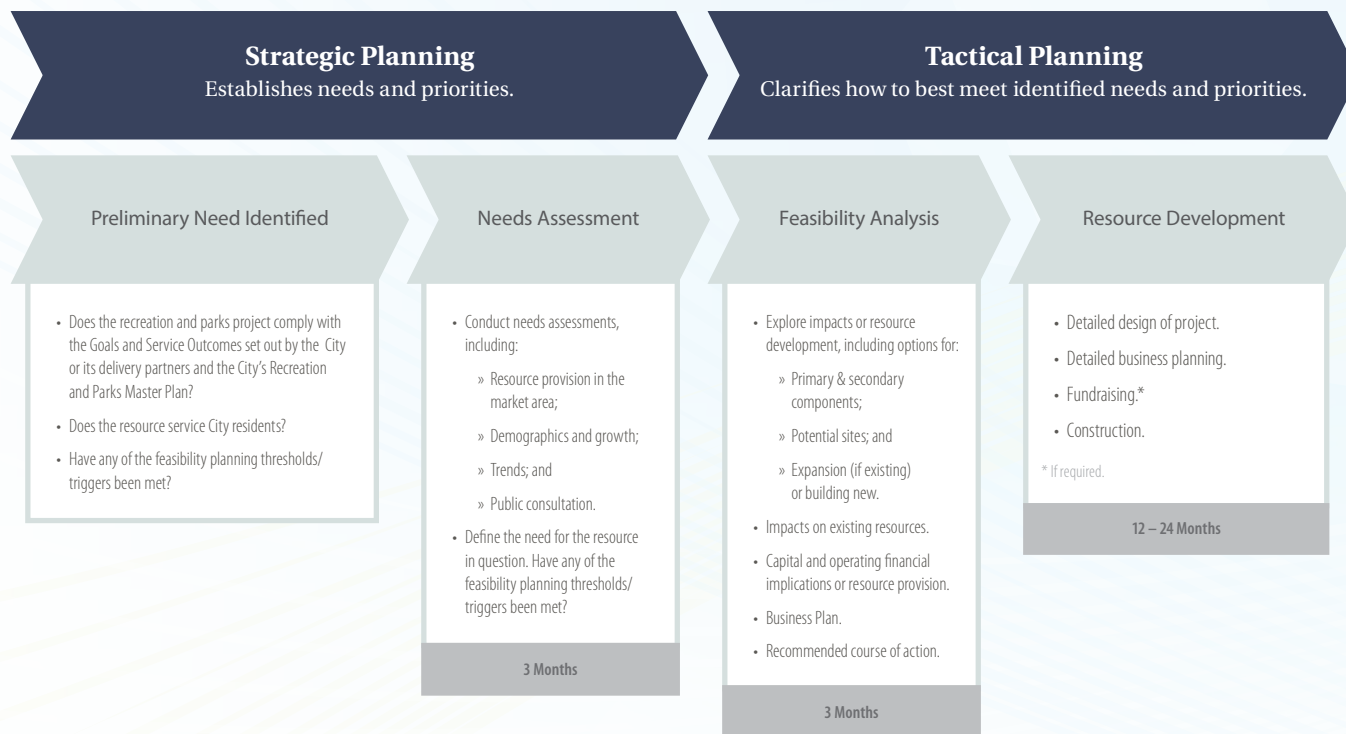 Strategic Planning
Establishes needs and priorities.
Tactical Planning
Clarifies how to best meet identified needs and priorities.
Preliminary Need Identified
• Does the recreation and parks project comply with
the Goals and Service Outcomes set out by the City
or its delivery partners and the City’s Recreation
and Parks Master Plan?
• Does the resource service City residents?
• Have any of the feasibility planning thresholds/
triggers been met?
Needs Assessment
• Conduct needs assessments,
including:
» Resource provision in the
market area;
» Demographics and growth;
» Trends; and
» Public consultation.
• Define the need for the resource
in question. Have any of the
feasibility planning thresholds/
triggers been met?
3 Months
Feasibility Analysis
• Explore impacts or resource
development, including options for:
» Primary & secondary
components;
» Potential sites; and
» Expansion (if existing)
or building new.
• Impacts on existing resources.
• Capital and operating financial
implications or resource provision.
• Business Plan.
• Recommended course of action.
3 Months
Resource Development
• Detailed design of project.
• Detailed business planning.
• Fundraising.*
• Construction.
* If required.
12 – 24 Months